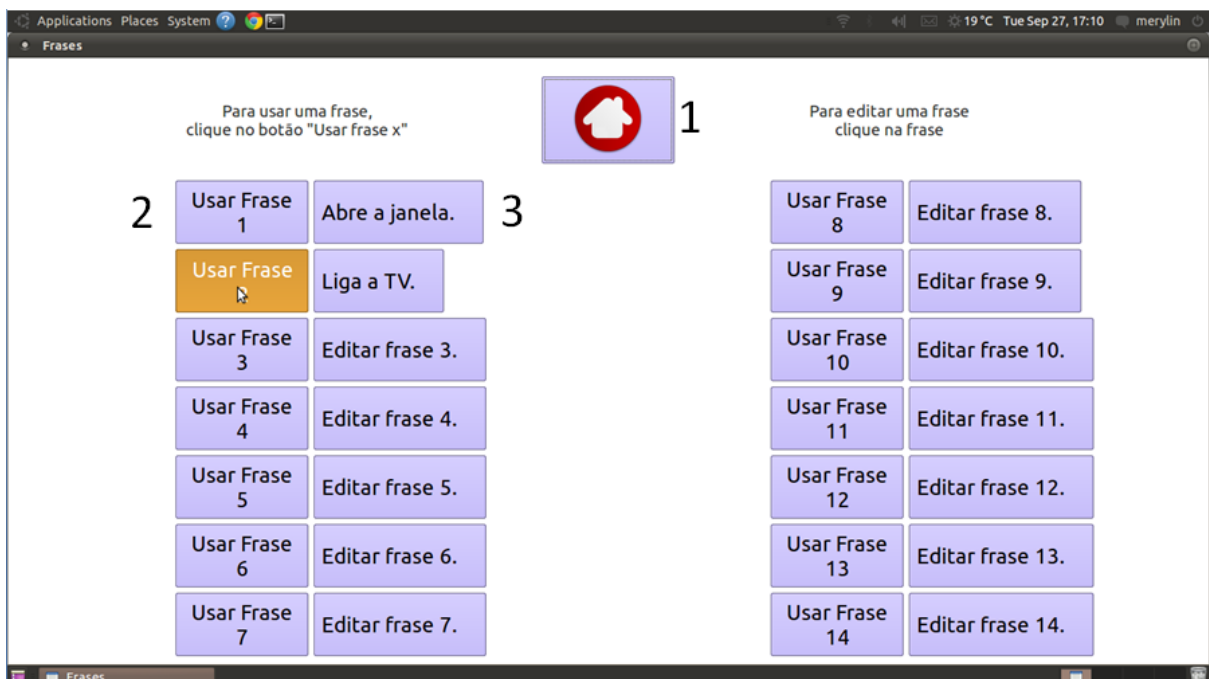 Applications Places System
19 °C Tue Sep 27, 17:10 merylin
Frases
Para usar uma frase,
clique no botão "Usar frase x"
1
Para editar uma frase
clique na frase
2
Usar Frase
1
Abre a janela.
3
Usar Frase
Liga a TV.
Usar Frase
3
Editar frase 3.
Usar Frase
4
Editar frase 4.
Usar Frase
5
Editar frase 5.
Usar Frase
6
Editar frase 6.
Usar Frase
7
Editar frase 7.
Usar Frase
8
Editar frase 8.
Usar Frase
9
Editar frase 9.
Usar Frase
10
Editar frase 10.
Usar Frase
11
Editar frase 11.
Usar Frase
12
Editar frase 12.
Usar Frase
13
Editar frase 13.
Usar Frase
14
Editar frase 14.
Frases